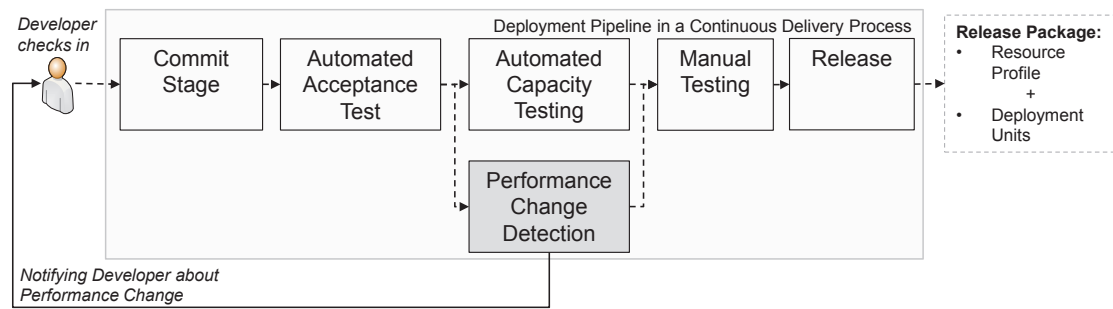 Developer
checks in
Deployment Pipeline in a Continuous Delivery Process
Commit
Stage
Automated
Acceptance
Test
Automated
Capacity
Testing
Manual
Testing
Release
Performance
Change
Detection
Release Package:
• Resource
Profile
+
• Deployment
Units
Notifying Developer about
Performance Change